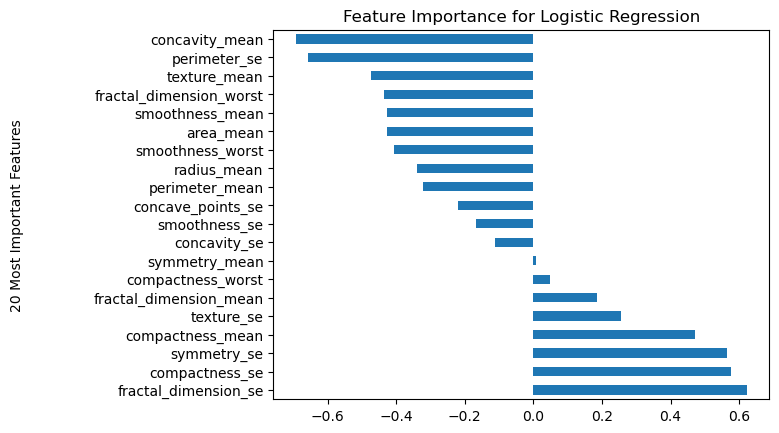 Feature Importance for Logistic Regression
20 Most Important Features
concavity_mean
perimeter_se
texture_mean
fractal_dimension_worst
smoothness_mean
area_mean
smoothness_worst
radius_mean
perimeter_mean
concave_points_se
smoothness_se
concavity_se
symmetry_mean
compactness_worst
fractal_dimension_mean
texture_se
compactness_mean
symmetry_se
compactness_se
fractal_dimension_se
−0.6 −0.4 −0.2 0.0 0.2 0.4 0.6